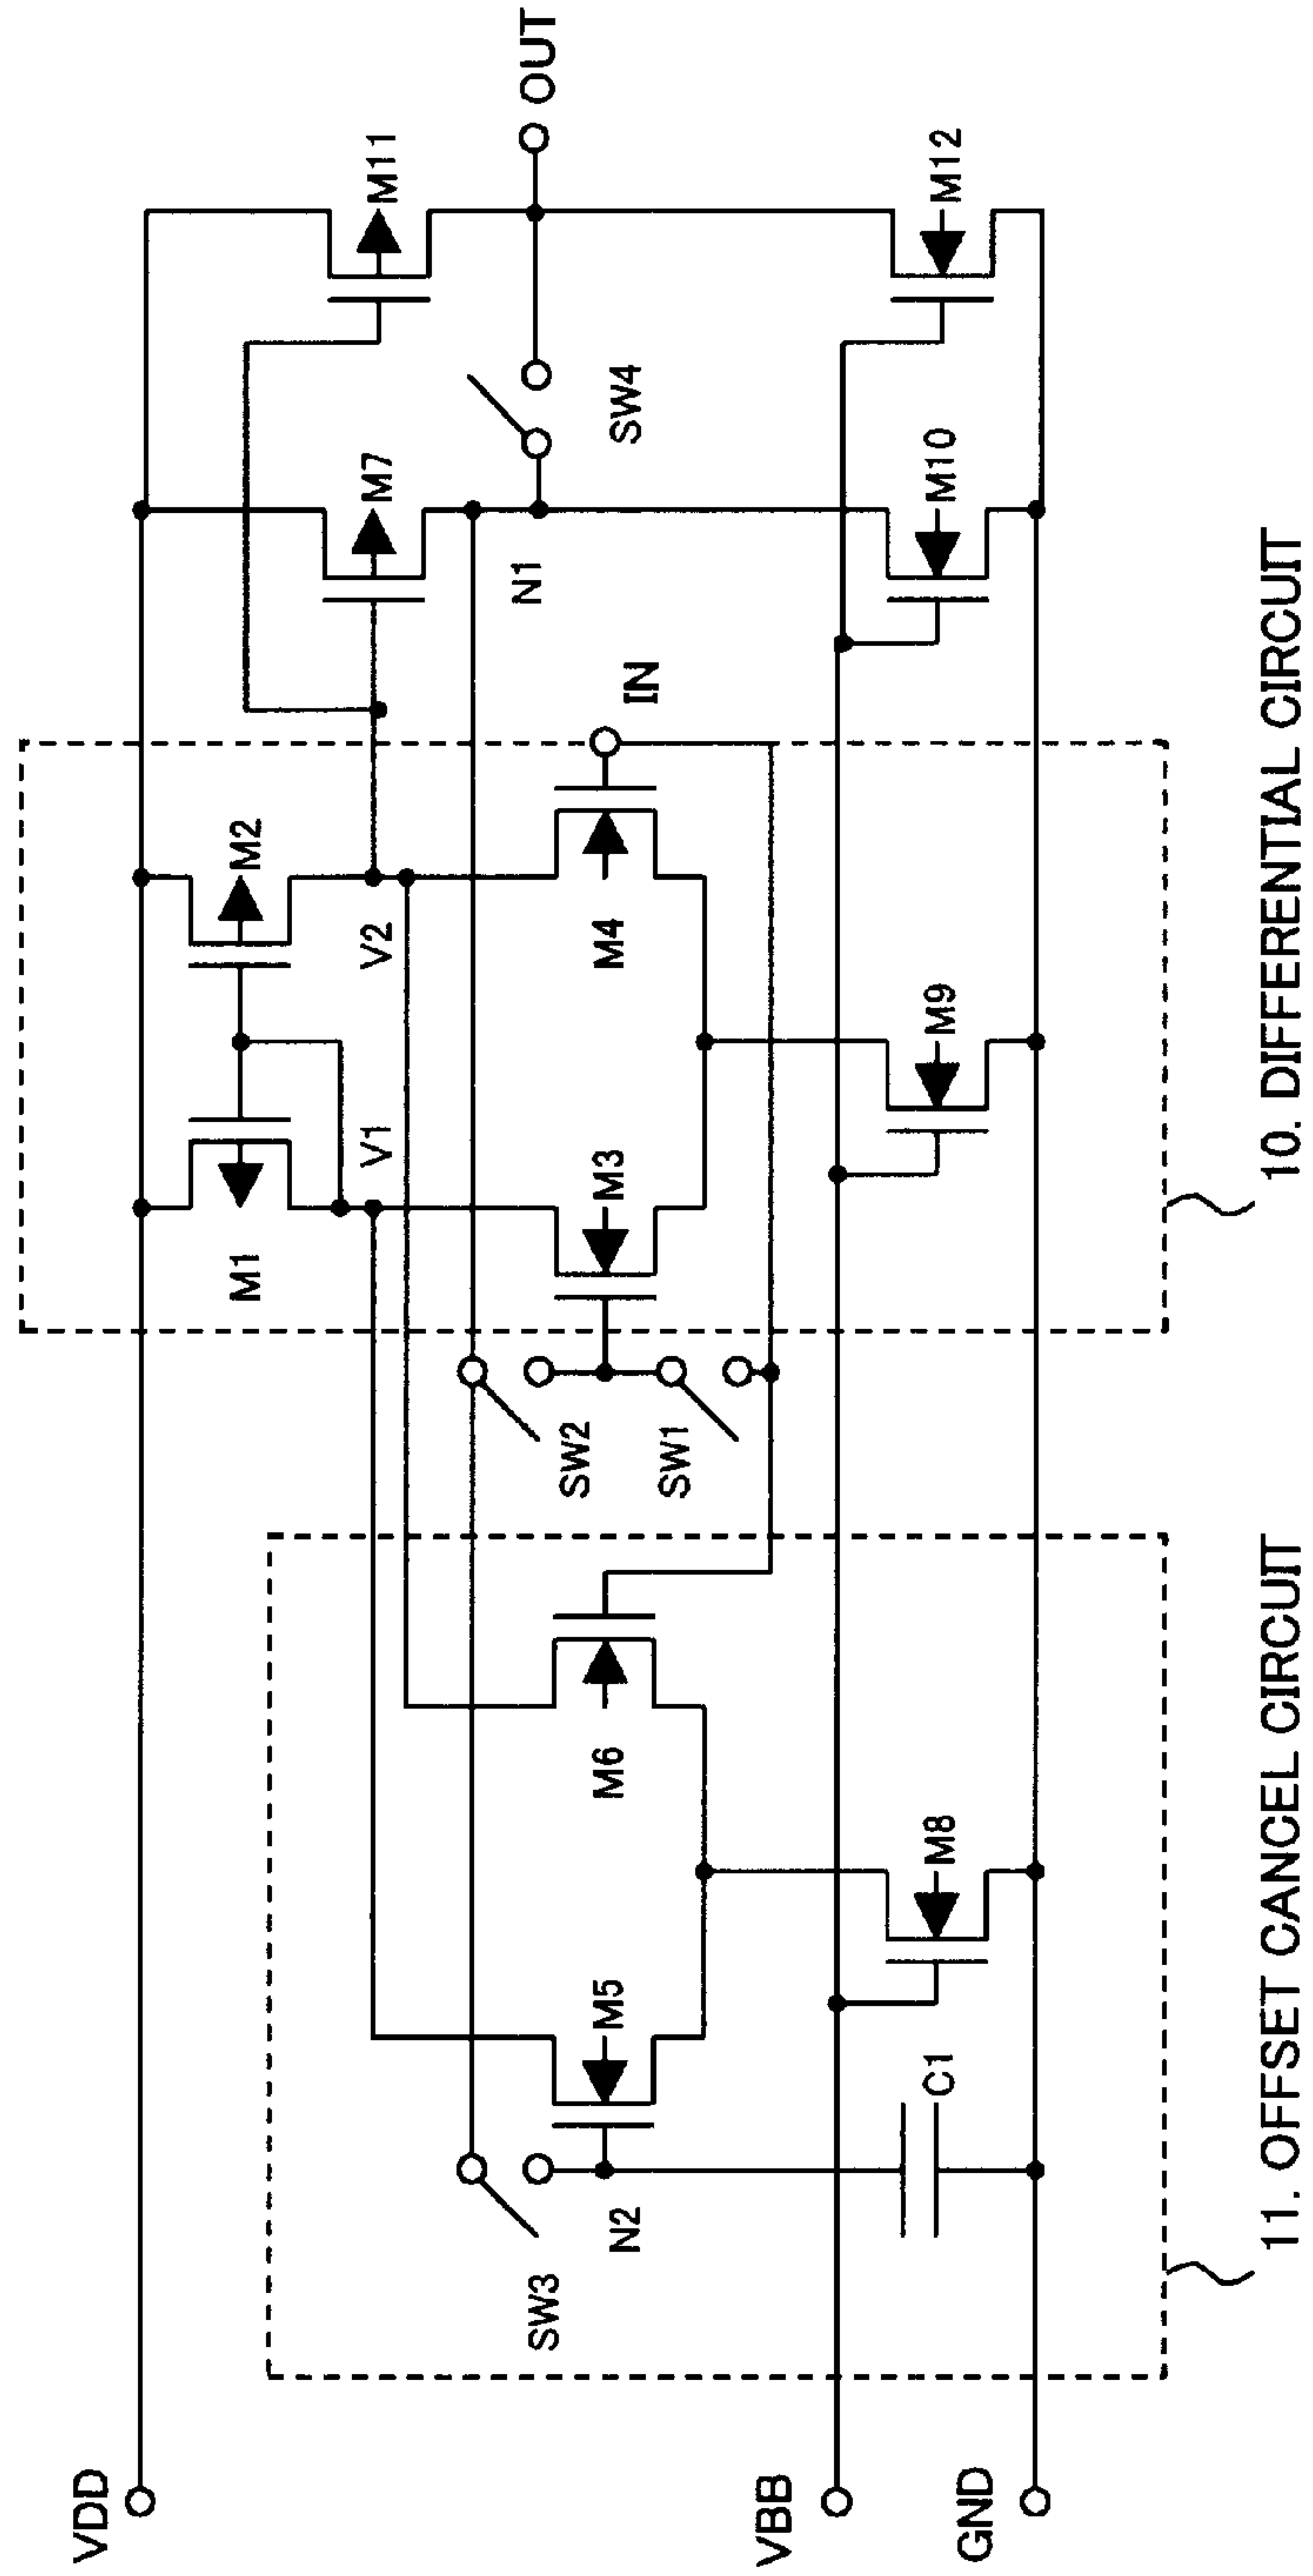 VDD
VBB
GND
SW3
N2
C1
M5
M6
M8
SW2
SW1
M1
V1
M3
M2
V2
M4
M9
IN
N1
M7
M10
SW4
M11
M12
OUT
11. OFFSET CANCEL CIRCUIT
10. DIFFERENTIAL CIRCUIT